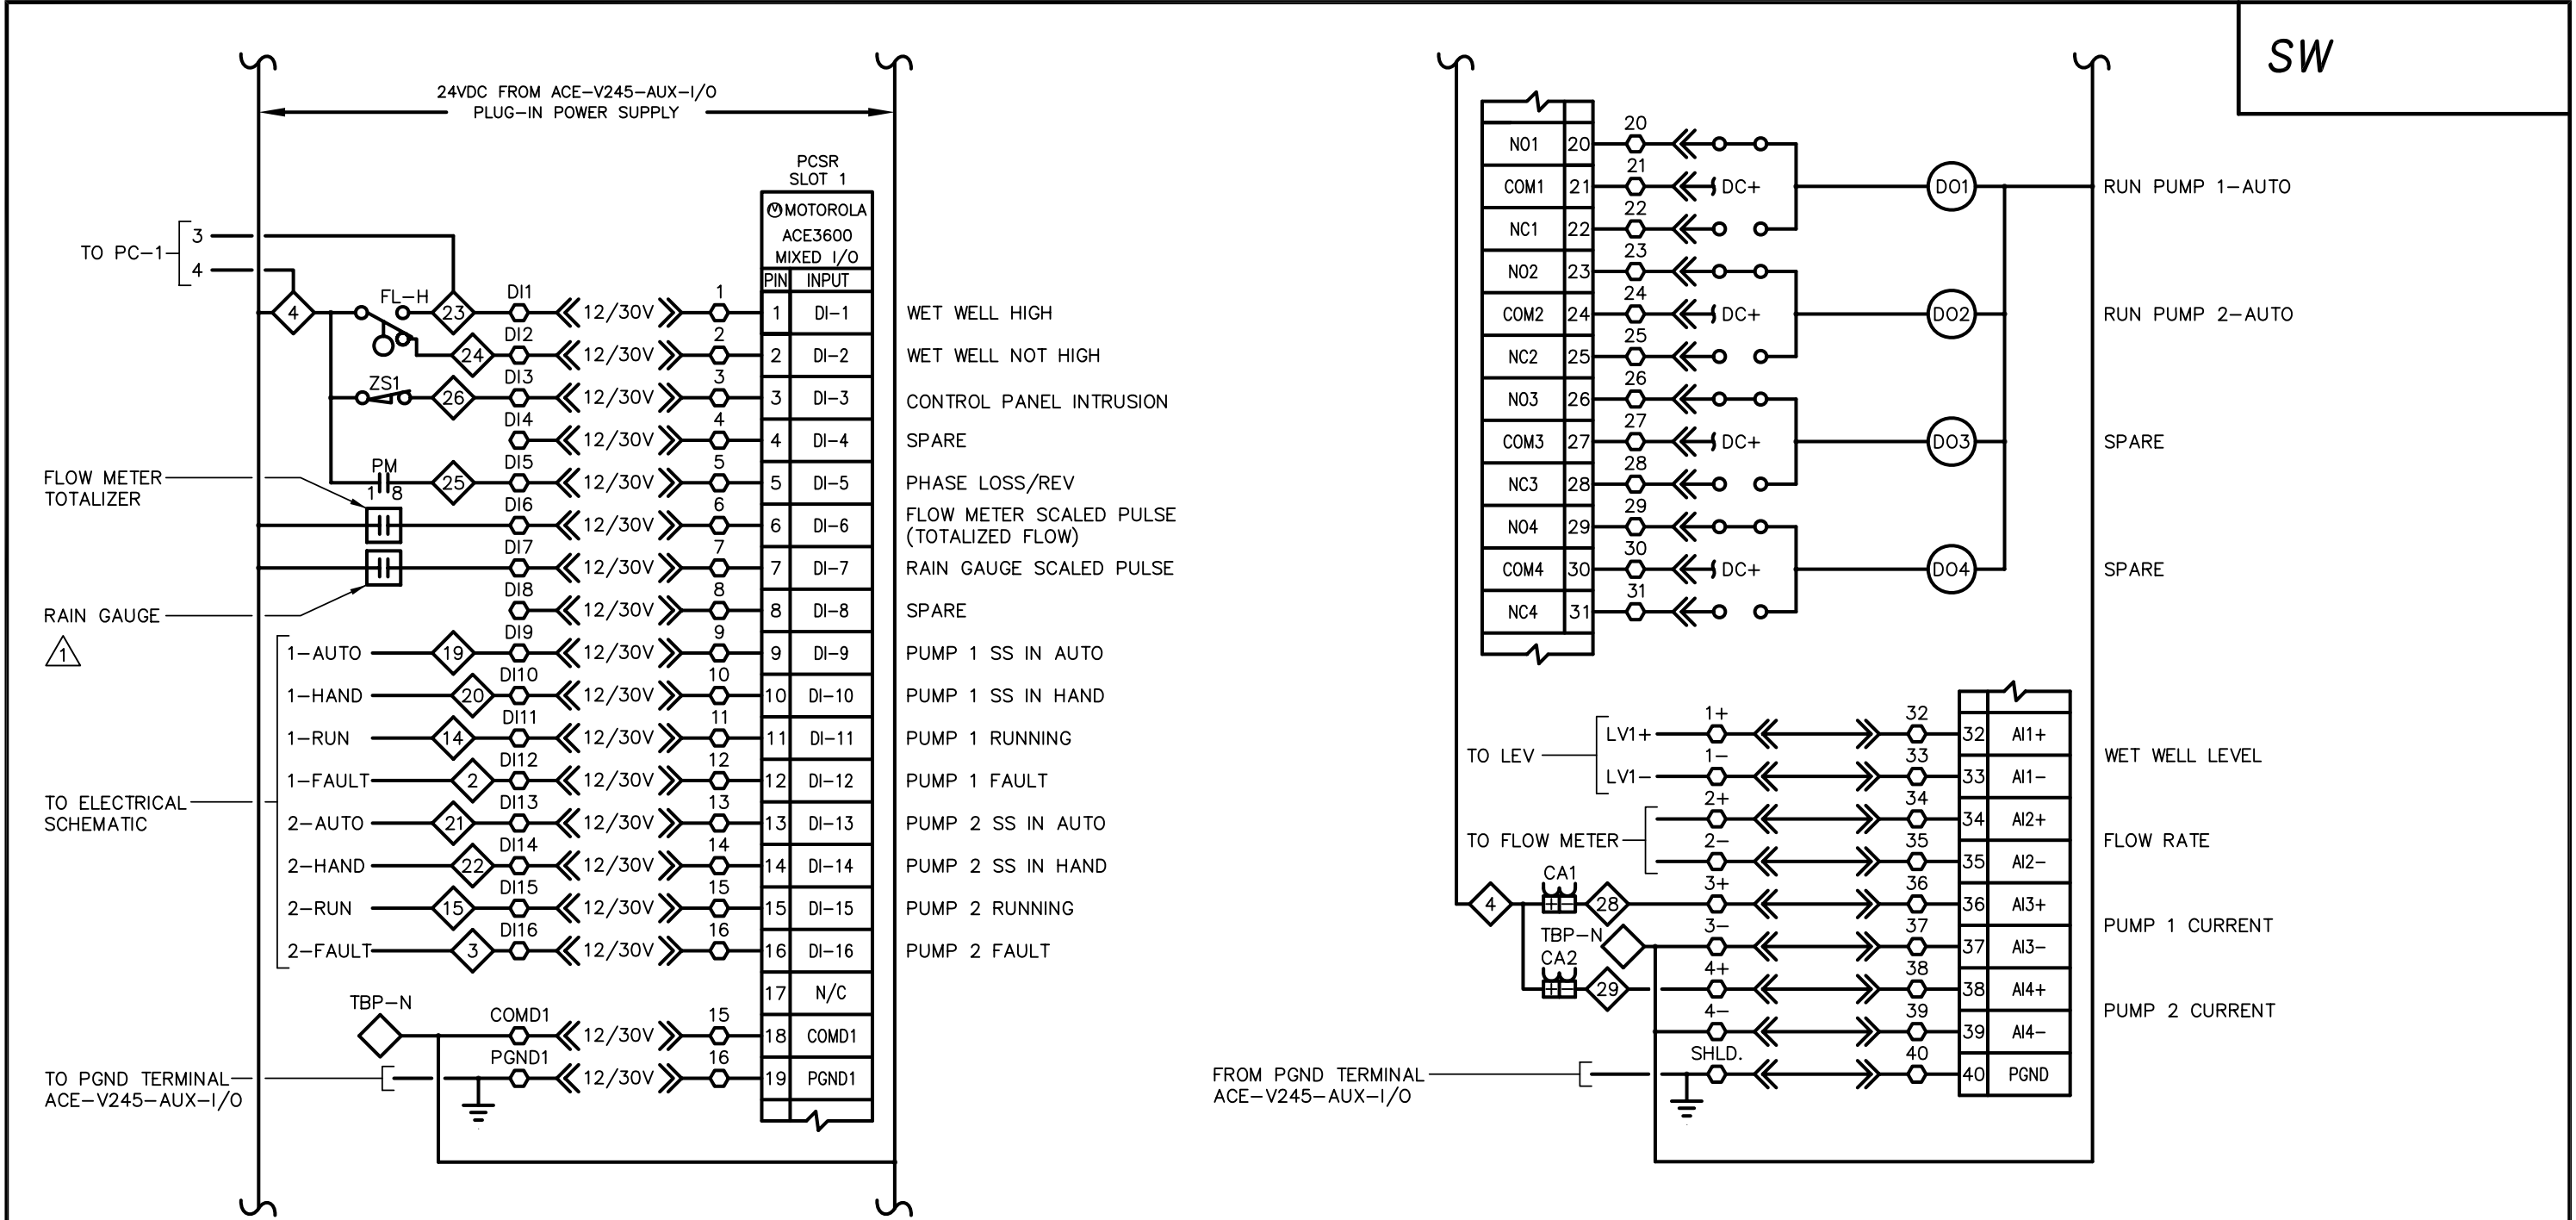 SW
24VDC FROM ACE-V245-AUX-I/O
PLUG-IN POWER SUPPLY
PCSR
SLOT 1
MOTOROLA
ACE3600
MIXED I/O
PIN INPUT
TO PC-1
3
4
4 FL-H 23 DI1 12/30V 1 1 DI-1 WET WELL HIGH
24 DI2 12/30V 2 2 DI-2 WET WELL NOT HIGH
ZS1 26 DI3 12/30V 3 3 DI-3 CONTROL PANEL INTRUSION
DI4 12/30V 4 4 DI-4 SPARE
PM 1 8 25 DI5 12/30V 5 5 DI-5 PHASE LOSS/REV
FLOW METER
TOTALIZER
DI6 12/30V 6 6 DI-6 FLOW METER SCALED PULSE
(TOTALIZED FLOW)
DI7 12/30V 7 7 DI-7 RAIN GAUGE SCALED PULSE
RAIN GAUGE
1
DI8 12/30V 8 8 DI-8 SPARE
TO ELECTRICAL
SCHEMATIC
1-AUTO 19 DI9 12/30V 9 9 DI-9 PUMP 1 SS IN AUTO
1-HAND 20 DI10 12/30V 10 10 DI-10 PUMP 1 SS IN HAND
1-RUN 14 DI11 12/30V 11 11 DI-11 PUMP 1 RUNNING
1-FAULT 2 DI12 12/30V 12 12 DI-12 PUMP 1 FAULT
2-AUTO 21 DI13 12/30V 13 13 DI-13 PUMP 2 SS IN AUTO
2-HAND 22 DI14 12/30V 14 14 DI-14 PUMP 2 SS IN HAND
2-RUN 15 DI15 12/30V 15 15 DI-15 PUMP 2 RUNNING
2-FAULT 3 DI16 12/30V 16 16 DI-16 PUMP 2 FAULT
17 N/C
TBP-N COMD1 12/30V 15 18 COMD1
PGND1 12/30V 16 19 PGND1
TO PGND TERMINAL
ACE-V245-AUX-I/O
NO1 20 20
COM1 21 21 DC+ DO1 RUN PUMP 1-AUTO
NC1 22 22
NO2 23 23
COM2 24 24 DC+ DO2 RUN PUMP 2-AUTO
NC2 25 25
NO3 26 26
COM3 27 27 DC+ DO3 SPARE
NC3 28 28
NO4 29 29
COM4 30 30 DC+ DO4 SPARE
NC4 31 31
TO LEV
LV1+ 1+ 32 32 AI1+
WET WELL LEVEL
LV1- 1- 33 33 AI1-
TO FLOW METER
2+ 34 34 AI2+
FLOW RATE
2- 35 35 AI2-
4 CA1 28 3+ 36 36 AI3+
PUMP 1 CURRENT
TBP-N 3- 37 37 AI3-
CA2 29 4+ 38 38 AI4+
PUMP 2 CURRENT
4- 39 39 AI4-
SHLD. 40 40 PGND
FROM PGND TERMINAL
ACE-V245-AUX-I/O